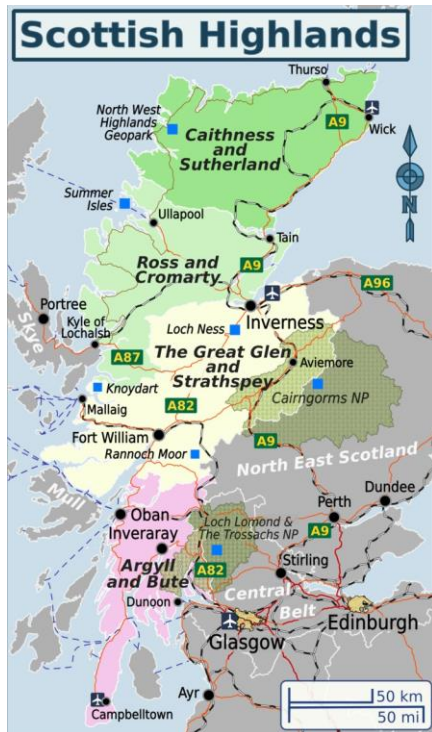 Scottish Highlands
Thurso
North West
Highlands
Geopark
A9
Wick
Caithness
and
Sutherland
Summer
Isles
Ullapool
N
Tain
Ross and
Cromarty
A9
A96
Portree
Inverness
Kyle of
Lochalsh
Loch Ness
Skye
A87
The Great Glen
and
Strathspey
Aviemore
Knoydart
Cairngorms NP
Mallaig
A82
Fort William
A9
Rannoch Moor
North East Scotland
Mull
Dundee
Perth
Oban
Loch Lomond &
The Trossachs NP
A9
Inveraray
Argyll
and Bute
A82
Stirling
Dunoon
Central
Belt
Edinburgh
Glasgow
Ayr
Campbelltown
50 km
50 mi